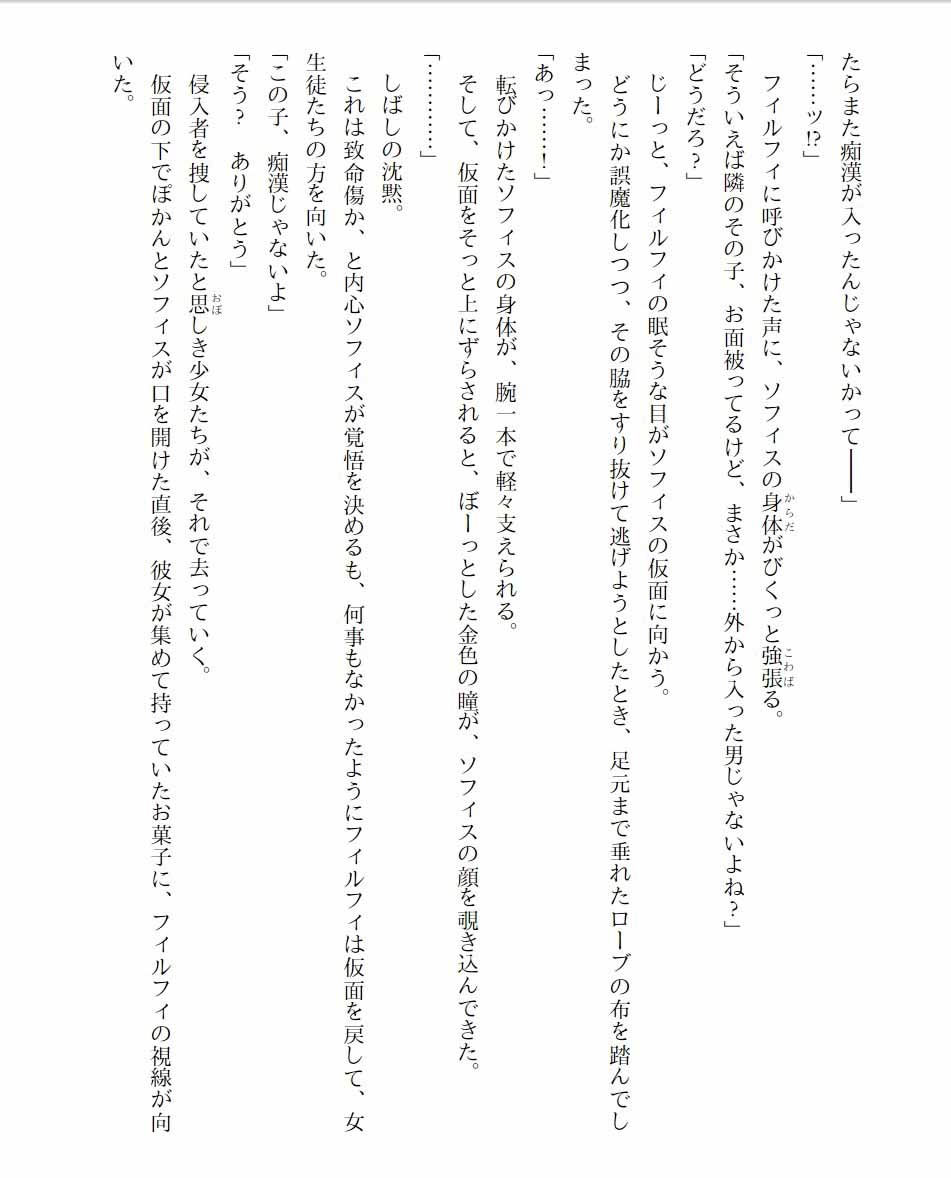 たらまた痴漢が入ったんじゃないかって――」
「……ッ!?」
　フィルフィに呼びかけた声に、ソフィスの身体がびくっと強張る。
「そういえば隣のその子、お面被ってるけど、まさか……外から入った男じゃないよね？」
「どうだろ？」
　じーっと、フィルフィの眠そうな目がソフィスの仮面に向かう。
　どうにか誤魔化しつつ、その脇をすり抜けて逃げようとしたとき、足元まで垂れたローブの布を踏んでし
まった。
「あっ……！」
　転びかけたソフィスの身体が、腕一本で軽々支えられる。
　そして、仮面をそっと上にずらされると、ぼーっとした金色の瞳が、ソフィスの顔を覗き込んできた。
「…………」
　しばしの沈黙。
　これは致命傷か、と内心ソフィスが覚悟を決めるも、何事もなかったようにフィルフィは仮面を戻して、女
生徒たちの方を向いた。
「この子、痴漢じゃないよ」
「そう？　ありがとう」
　侵入者を捜していたと思しき少女たちが、それで去っていく。
　仮面の下でぽかんとソフィスが口を開けた直後、彼女が集めて持っていたお菓子に、フィルフィの視線が向
いた。
からだ
こわば
おぼ